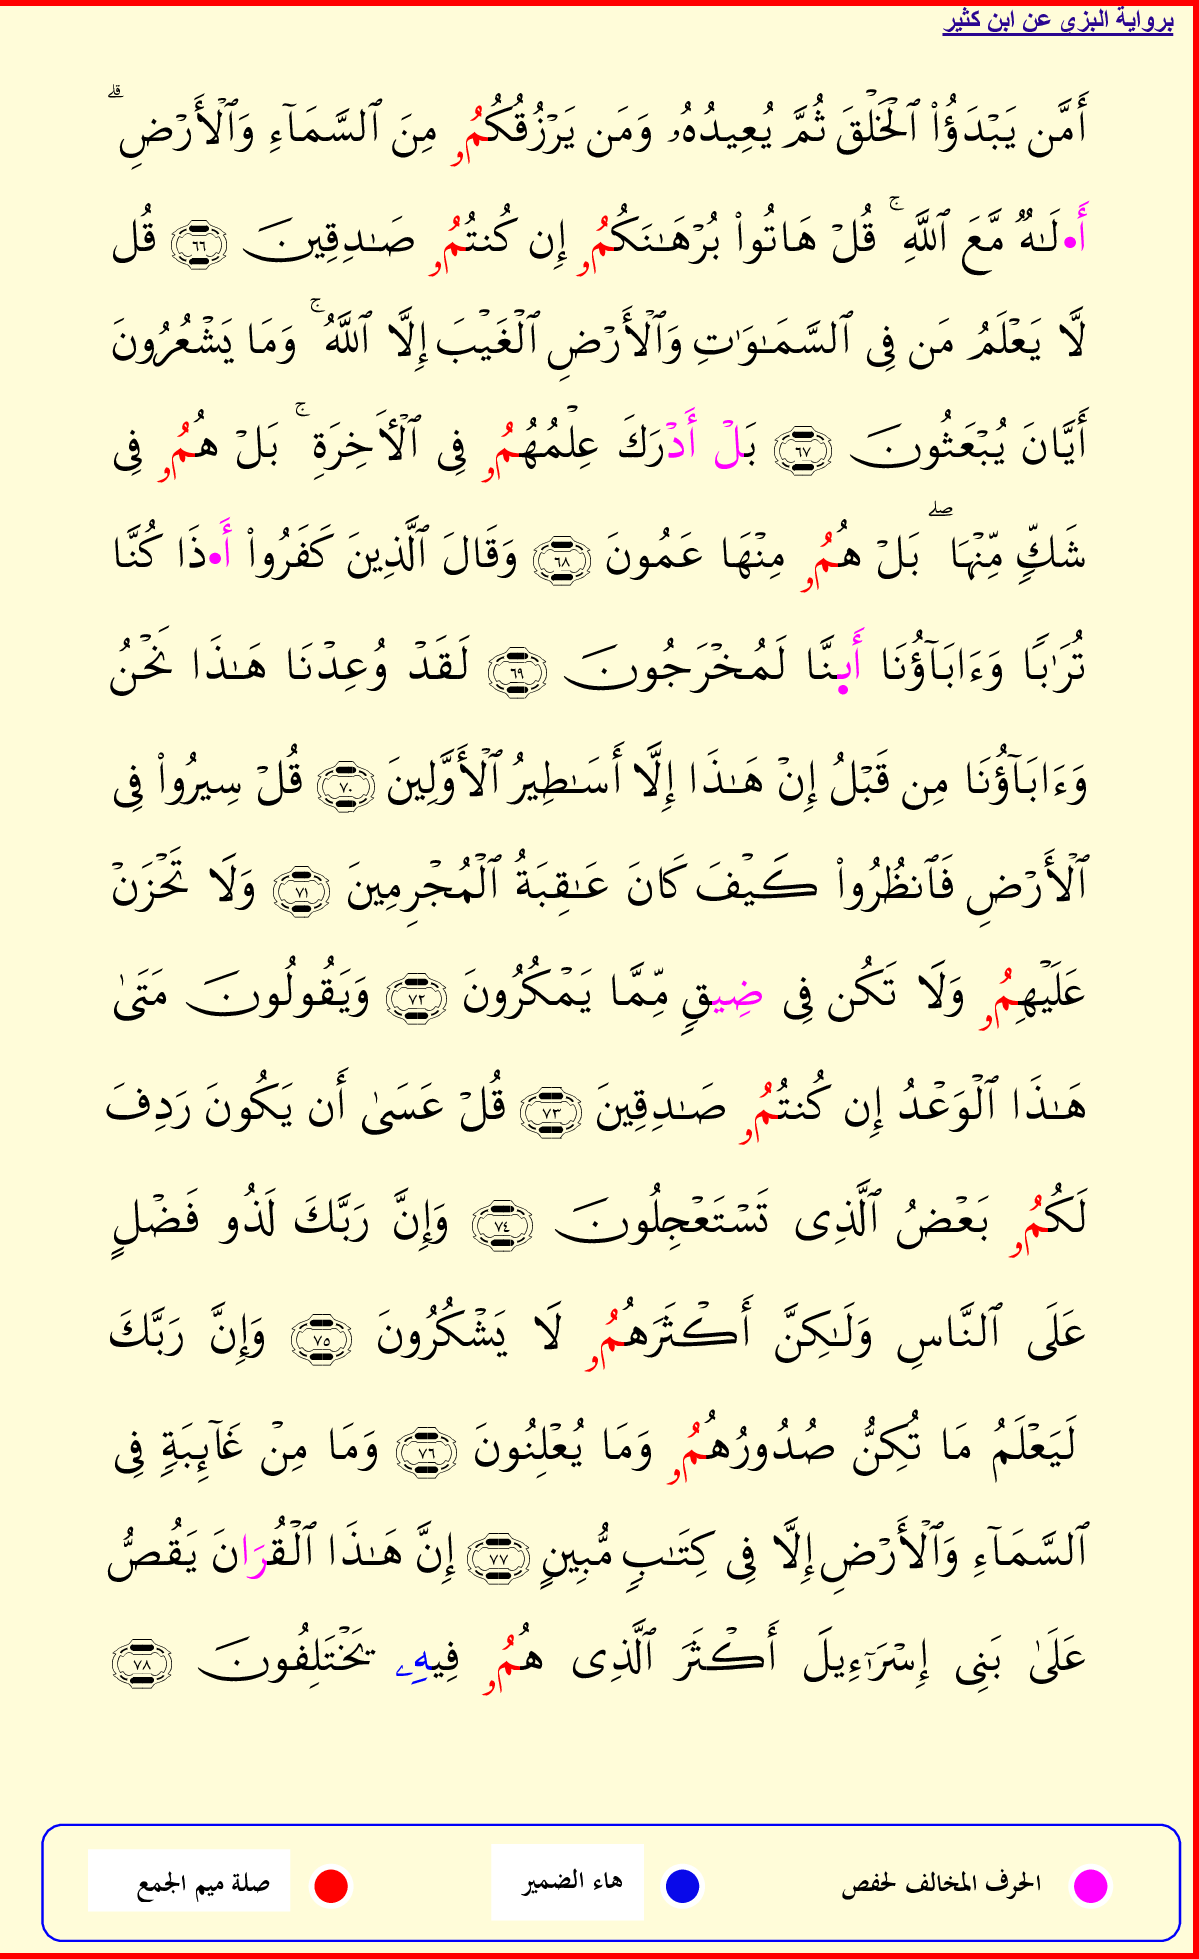 برواية البزي عن ابن كثير
أَمَّن يَبْدَؤُاْ ٱلْخَلْقَ ثُمَّ يُعِيدُهُۥ وَمَن يَرْزُقُكُمُۥ مِنَ ٱلسَّمَآءِ وَٱلْأَرْضِ ۗ
أَ•لَـٰهٌ مَّعَ ٱللَّهِ ۚ قُلْ هَاتُواْ بُرْهَـٰنَكُمُۥ إِن كُنتُمُۥ صَـٰدِقِينَ ٦٦ قُل
لَّا يَعْلَمُ مَن فِى ٱلسَّمَـٰوَٰتِ وَٱلْأَرْضِ ٱلْغَيْبَ إِلَّا ٱللَّهُ ۚ وَمَا يَشْعُرُونَ
أَيَّانَ يُبْعَثُونَ ٦٧ بَلْ أَدْرَكَ عِلْمُهُمُۥ فِى ٱلْأَخِرَةِ ۚ بَلْ هُمُۥ فِى
شَكٍّ مِّنْهَا ۖ بَلْ هُمُۥ مِنْهَا عَمُونَ ٦٨ وَقَالَ ٱلَّذِينَ كَفَرُواْ أَ•ذَا كُنَّا
تُرَٰبًا وَءَابَآؤُنَا أَىِٕنَّا لَمُخْرَجُونَ ٦٩ لَقَدْ وُعِدْنَا هَـٰذَا نَحْنُ
وَءَابَآؤُنَا مِن قَبْلُ إِنْ هَـٰذَا إِلَّا أَسَـٰطِيرُ ٱلْأَوَّلِينَ ٧٠ قُلْ سِيرُواْ فِى
ٱلْأَرْضِ فَٱنظُرُواْ كَيْفَ كَانَ عَـٰقِبَةُ ٱلْمُجْرِمِينَ ٧١ وَلَا تَحْزَنْ
عَلَيْهِمُۥ وَلَا تَكُن فِى ضِيقٍ مِّمَّا يَمْكُرُونَ ٧٢ وَيَقُولُونَ مَتَىٰ
هَـٰذَا ٱلْوَعْدُ إِن كُنتُمُۥ صَـٰدِقِينَ ٧٣ قُلْ عَسَىٰ أَن يَكُونَ رَدِفَ
لَكُمُۥ بَعْضُ ٱلَّذِى تَسْتَعْجِلُونَ ٧٤ وَإِنَّ رَبَّكَ لَذُو فَضْلٍ
عَلَى ٱلنَّاسِ وَلَـٰكِنَّ أَكْثَرَهُمُۥ لَا يَشْكُرُونَ ٧٥ وَإِنَّ رَبَّكَ
لَيَعْلَمُ مَا تُكِنُّ صُدُورُهُمُۥ وَمَا يُعْلِنُونَ ٧٦ وَمَا مِنْ غَآئِبَةٍ فِى
ٱلسَّمَآءِ وَٱلْأَرْضِ إِلَّا فِى كِتَـٰبٍ مُّبِينٍ ٧٧ إِنَّ هَـٰذَا ٱلْقُرَانَ يَقُصُّ
عَلَىٰ بَنِى إِسْرَـٰٓءِيلَ أَكْثَرَ ٱلَّذِى هُمُۥ فِيهِۦ يَخْتَلِفُونَ ٧٨
الحرف المخالف لحفص هاء الضمير صلة ميم الجمع